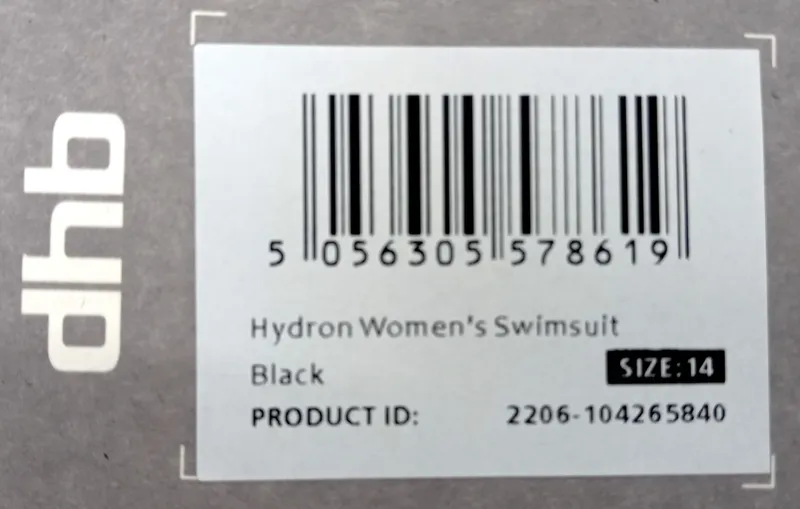 dhb
5 056305 578619
Hydron Women's Swimsuit
Black
SIZE:14
PRODUCT ID: 2206-104265840